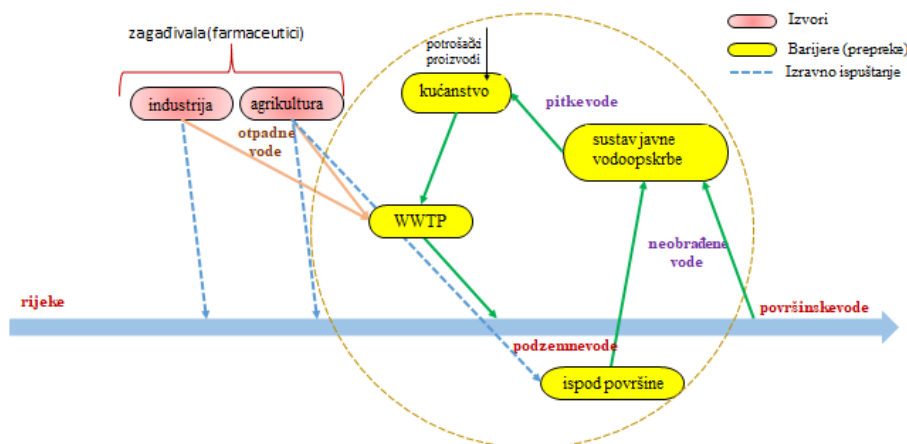 zagađivala(farmaceutici)
industrija
agrikultura
otpadne
vode
potrošački
proizvodi
kućanstvo
pitkevode
sustav javne
vodoopskrbe
WWTP
neobrađene
vode
rijeke
površinskevode
podzemnevode
ispod površine
Izvori
Barijere (prepreke)
Izravno ispuštanje